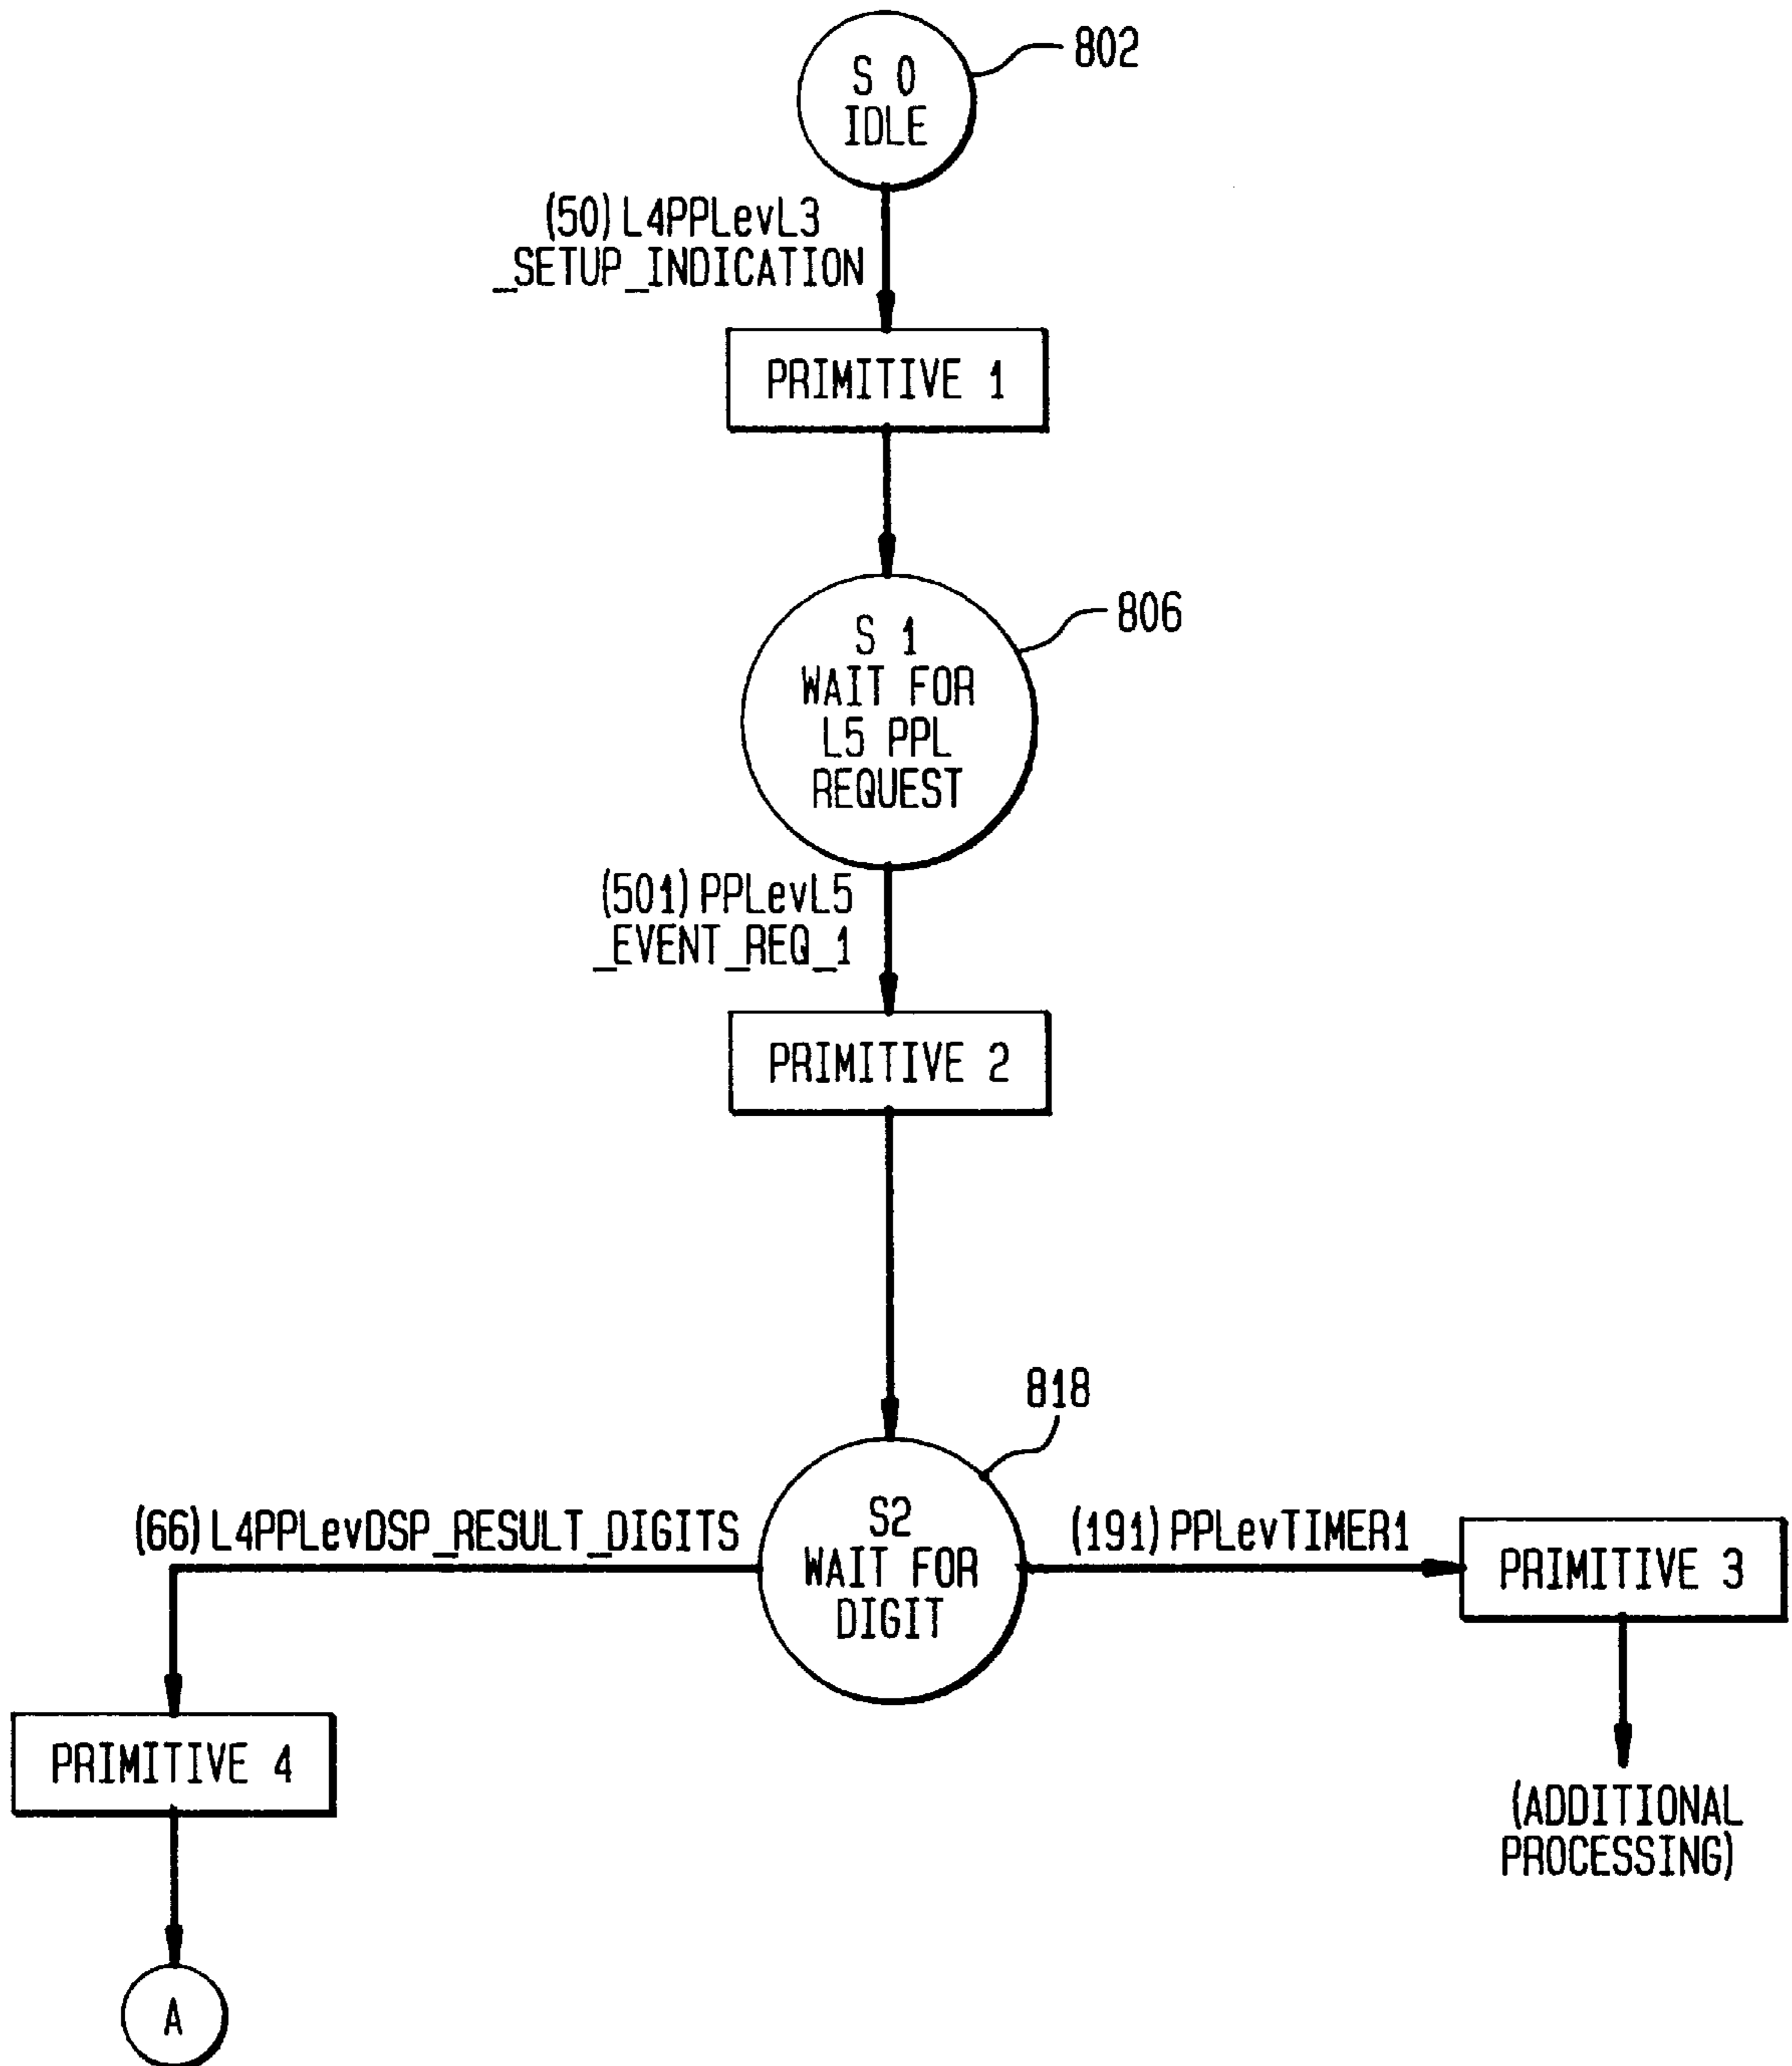 802
S 0
IDLE
(50) L4PPLevL3
_SETUP_INDICATION
PRIMITIVE 1
806
S 1
WAIT FOR
L5 PPL
REQUEST
(501) PPLevL5
_EVENT_REQ_1
PRIMITIVE 2
818
S2
WAIT FOR
DIGIT
(66) L4PPLevDSP_RESULT_DIGITS
(191) PPLevTIMER1
PRIMITIVE 3
PRIMITIVE 4
(ADDITIONAL
PROCESSING)
A